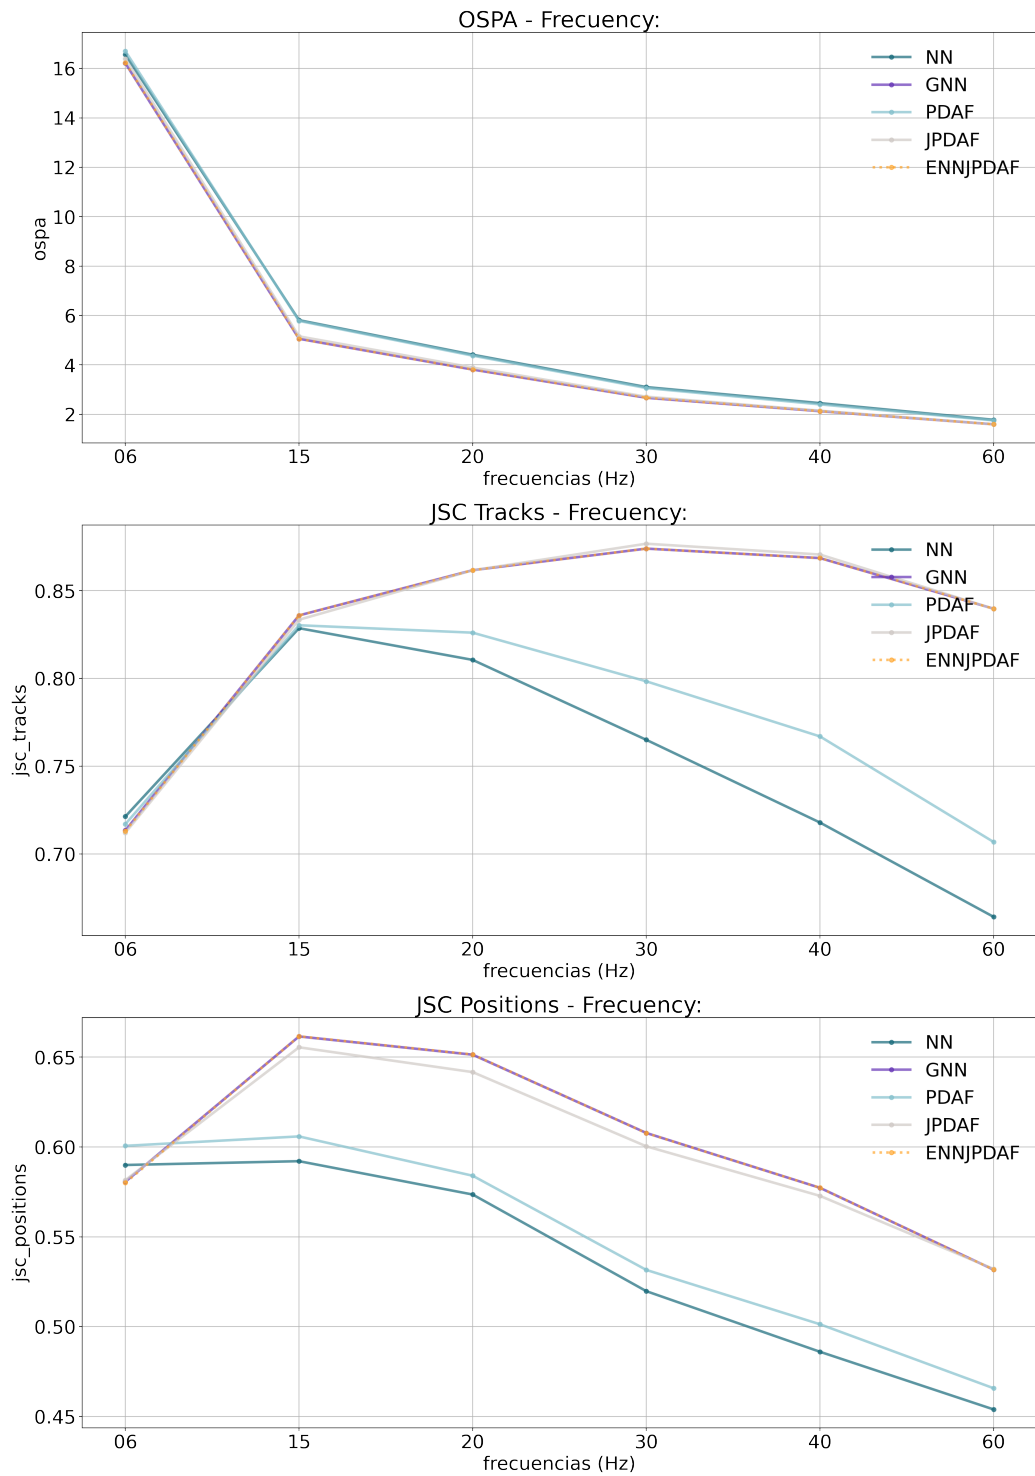 OSPA - Frecuency:
16
14
12
10
8
6
4
2
ospa
NN
GNN
PDAF
JPDAF
ENNJPDAF
06 15 20 30 40 60
frecuencias (Hz)
JSC Tracks - Frecuency:
0.85
0.80
0.75
0.70
jsc_tracks
NN
GNN
PDAF
JPDAF
ENNJPDAF
06 15 20 30 40 60
frecuencias (Hz)
JSC Positions - Frecuency:
0.65
0.60
0.55
0.50
0.45
jsc_positions
NN
GNN
PDAF
JPDAF
ENNJPDAF
06 15 20 30 40 60
frecuencias (Hz)